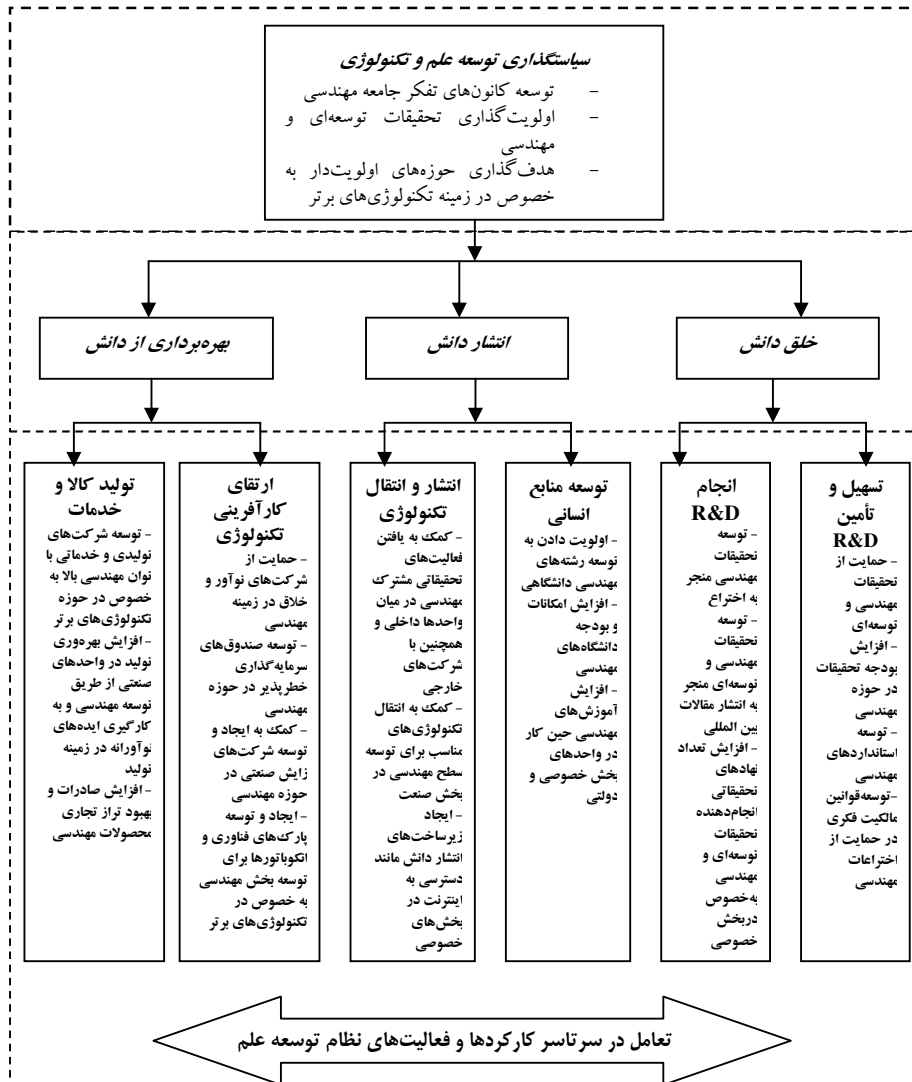 سیاستگذاری توسعه علم و تکنولوژی
- توسعه کانون‌های تفکر جامعه مهندسی
- اولویت‌گذاری تحقیقات توسعه‌ای و
مهندسی
- هدف‌گذاری حوزه‌های اولویت‌دار به
خصوص در زمینه تکنولوژی‌های برتر
خلق دانش
انتشار دانش
بهره‌برداری از دانش
تسهیل و
تأمین
R&D
- حمایت از
تحقیقات
مهندسی و
توسعه‌ای
- افزایش
بودجه تحقیقات
در حوزه
مهندسی
- توسعه
استانداردهای
مهندسی
-توسعه‌قوانین
مالکیت فکری
در حمایت از
اختراعات
مهندسی
انجام
R&D
- توسعه
تحقیقات
مهندسی منجر
به اختراع
- توسعه
تحقیقات
مهندسی و
توسعه‌ای منجر
به انتشار مقالات
بین المللی
- افزایش تعداد
نهادهای
تحقیقاتی
انجام‌دهنده
تحقیقات
توسعه‌ای و
مهندسی
به‌خصوص
دربخش
خصوصی
توسعه منابع
انسانی
- اولویت دادن به
توسعه رشته‌های
مهندسی دانشگاهی
- افزایش امکانات
و بودجه
دانشگاه‌های
مهندسی
- افزایش
آموزش‌های
مهندسی حین کار
در واحدهای
بخش خصوصی و
دولتی
انتشار و انتقال
تکنولوژی
- کمک به یافتن
فعالیت‌های
تحقیقاتی مشترک
مهندسی در میان
واحدها داخلی و
همچنین با
شرکت‌های
خارجی
- کمک به انتقال
تکنولوژی‌های
مناسب برای توسعه
سطح مهندسی در
بخش صنعت
- ایجاد
زیرساخت‌های
انتشار دانش مانند
دسترسی به
اینترنت در
بخش‌های
خصوصی
ارتقای
کارآفرینی
تکنولوژی
- حمایت از
شرکت‌های نوآور و
خلاق در زمینه
مهندسی
- توسعه صندوق‌های
سرمایه‌گذاری
خطرپذیر در حوزه
مهندسی
- کمک به ایجاد و
توسعه شرکت‌های
زایش صنعتی در
حوزه مهندسی
- ایجاد و توسعه
پارک‌های فناوری و
انکوباتورها برای
توسعه بخش مهندسی
به خصوص در
تکنولوژی‌های برتر
تولید کالا و
خدمات
- توسعه شرکت‌های
تولیدی و خدماتی با
توان مهندسی بالا به
خصوص در حوزه
تکنولوژی‌های برتر
- افزایش بهره‌وری
تولید در واحدهای
صنعتی از طریق
توسعه مهندسی و به
کارگیری ایده‌های
نوآورانه در زمینه
تولید
- افزایش صادرات و
بهبود تراز تجاری
محصولات مهندسی
تعامل در سرتاسر کارکردها و فعالیت‌های نظام توسعه علم